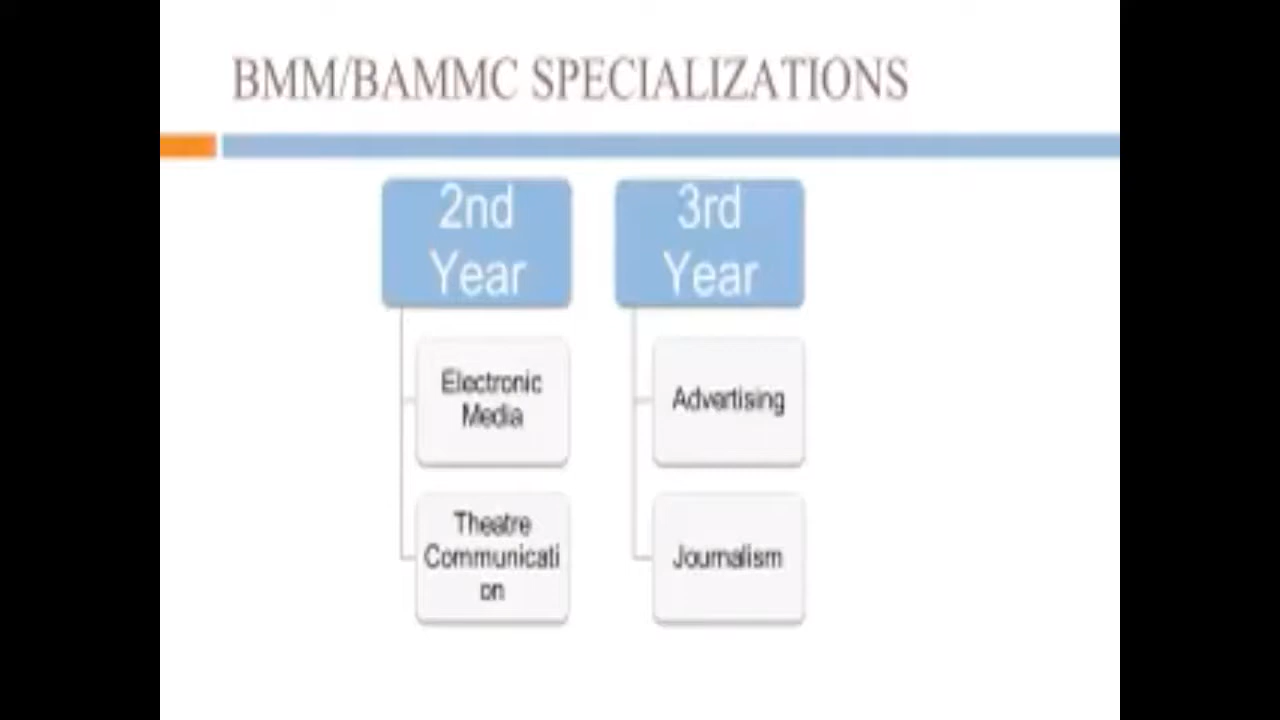 BMM/BAMMC SPECIALIZATIONS
2nd
Year
Electronic
Media
Theatre
Communicati
on
3rd
Year
Advertising
Journalism